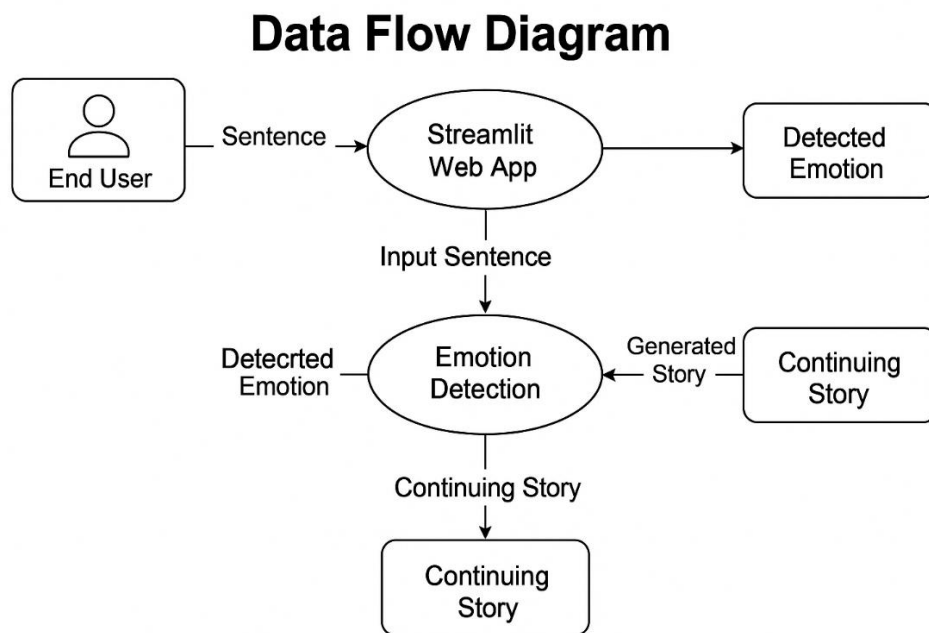 Data Flow Diagram
End User
Sentence
Streamlit
Web App
Detected
Emotion
Input Sentence
Detecrted
Emotion
Emotion
Detection
Generated
Story
Continuing
Story
Continuing Story
Continuing
Story